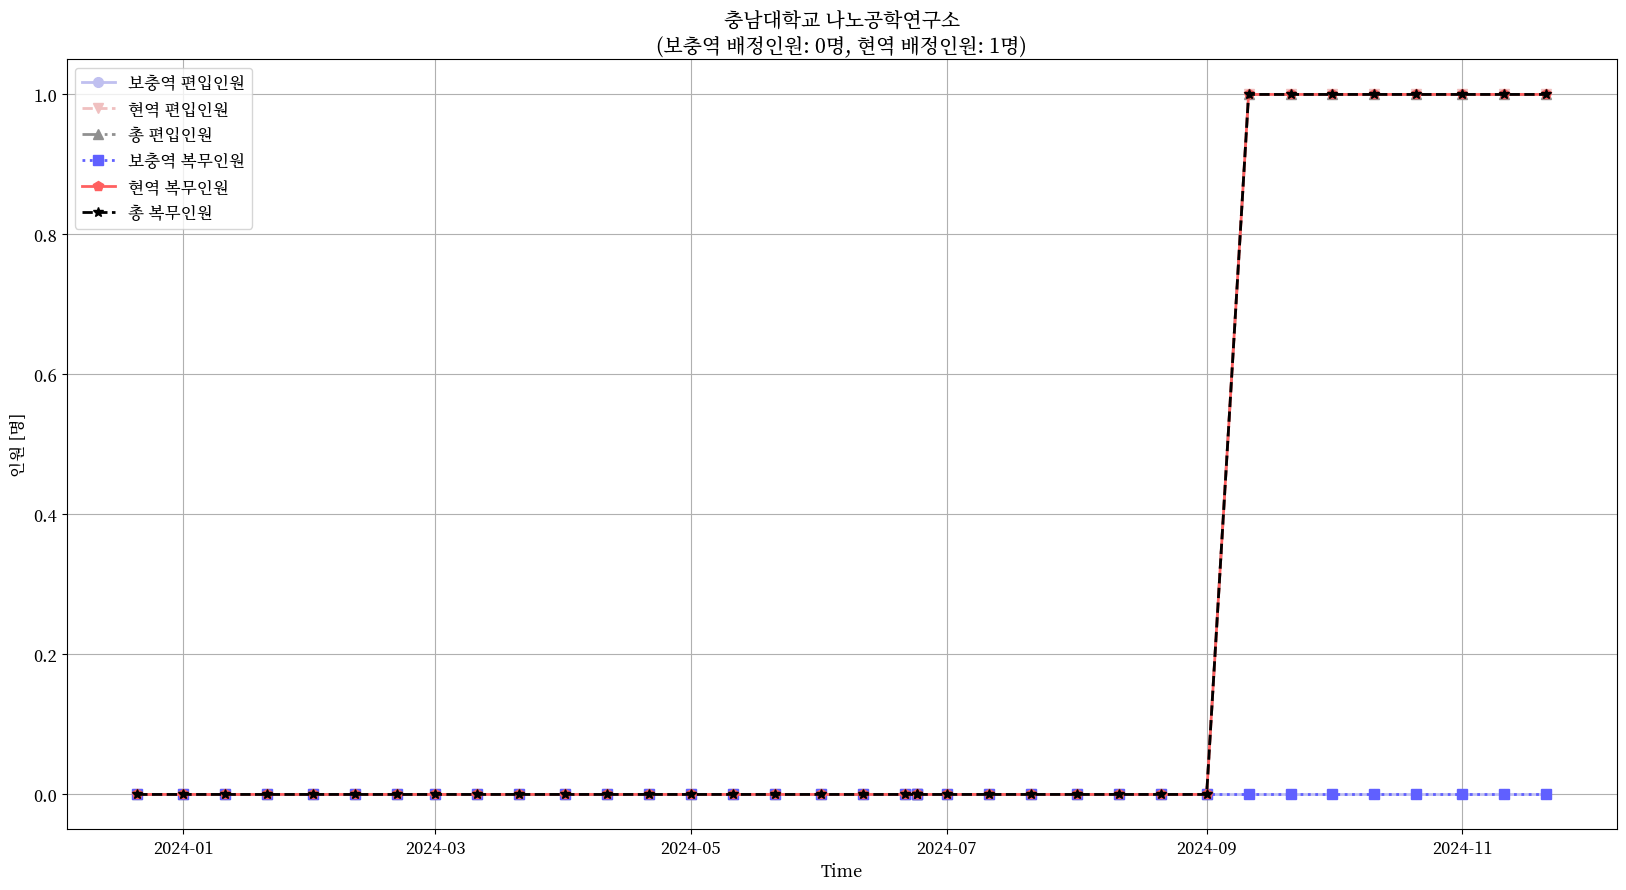 충남대학교 나노공학연구소
(보충역 배정인원: 0명, 현역 배정인원: 1명)
보충역 편입인원
현역 편입인원
총 편입인원
보충역 복무인원
현역 복무인원
총 복무인원
1.0
0.8
0.6
0.4
0.2
0.0
인원 [명]
2024-01
2024-03
2024-05
2024-07
2024-09
2024-11
Time